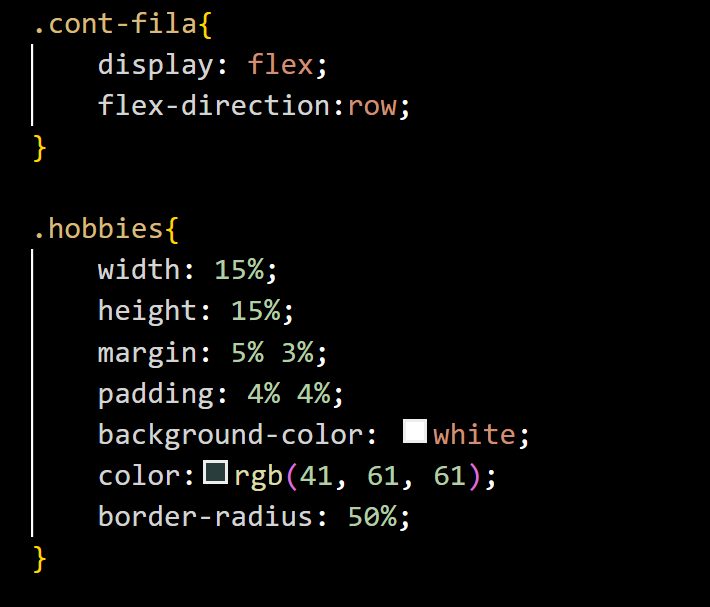 .cont-fila{
display: flex;
flex-direction:row;
}
.hobbies{
width: 15%;
height: 15%;
margin: 5% 3%;
padding: 4% 4%;
background-color: white;
color: rgb(41, 61, 61);
border-radius: 50%;
}